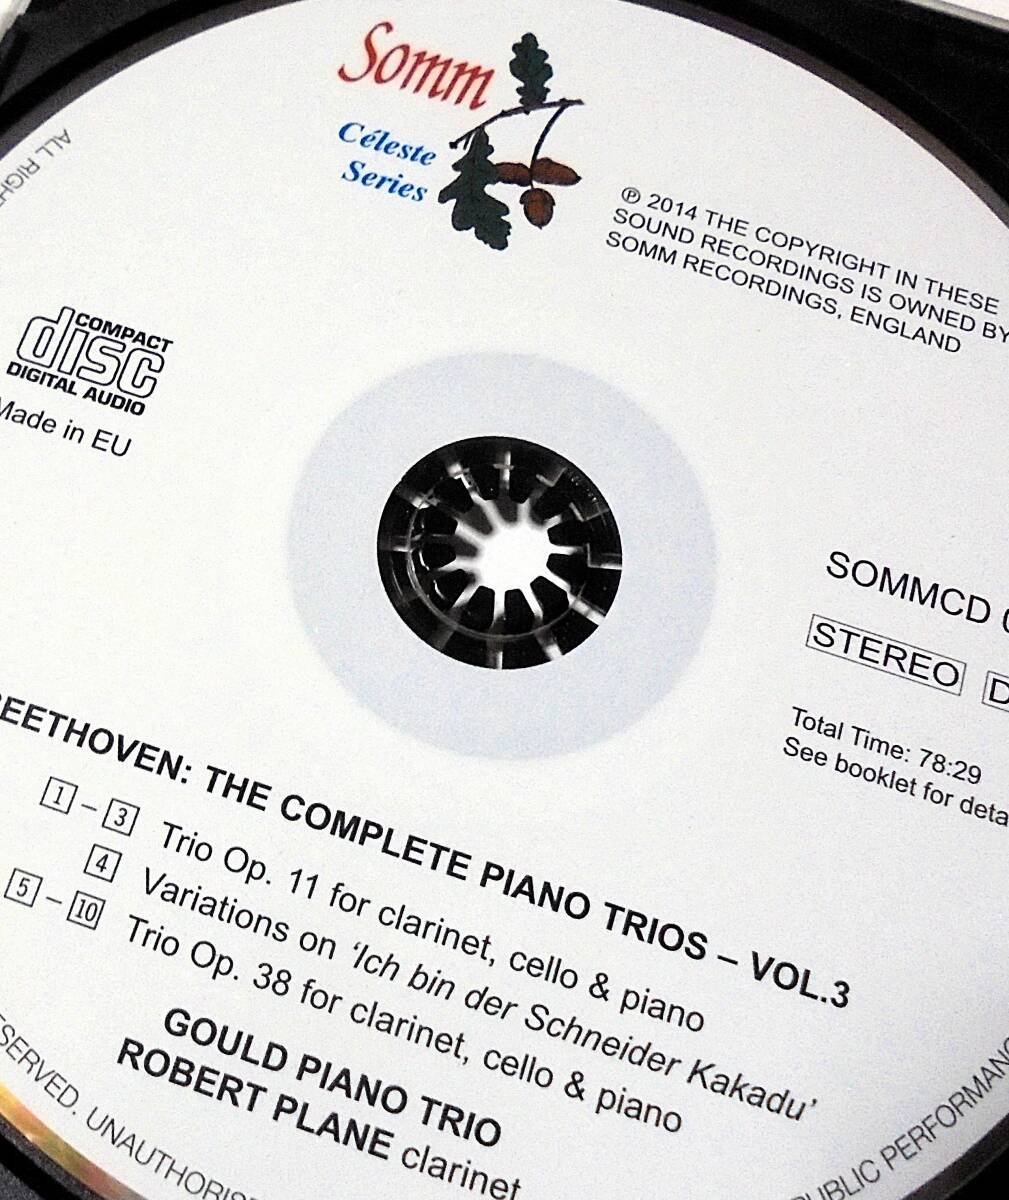 Somm
Céleste
Series
℗ 2014 THE COPYRIGHT IN THESE
SOUND RECORDINGS IS OWNED BY
SOMM RECORDINGS, ENGLAND
COMPACT
disc
DIGITAL AUDIO
Made in EU
SOMMCD
STEREO
Total Time: 78:29
See booklet for deta
BEETHOVEN: THE COMPLETE PIANO TRIOS – VOL.3
1 – 3 Trio Op. 11 for clarinet, cello & piano
4 Variations on ‘Ich bin der Schneider Kakadu’
5 – 10 Trio Op. 38 for clarinet, cello & piano
GOULD PIANO TRIO
ROBERT PLANE clarinet
ALL RIGH
SERVED. UNAUTHORIS
UBLIC PERFORMAN